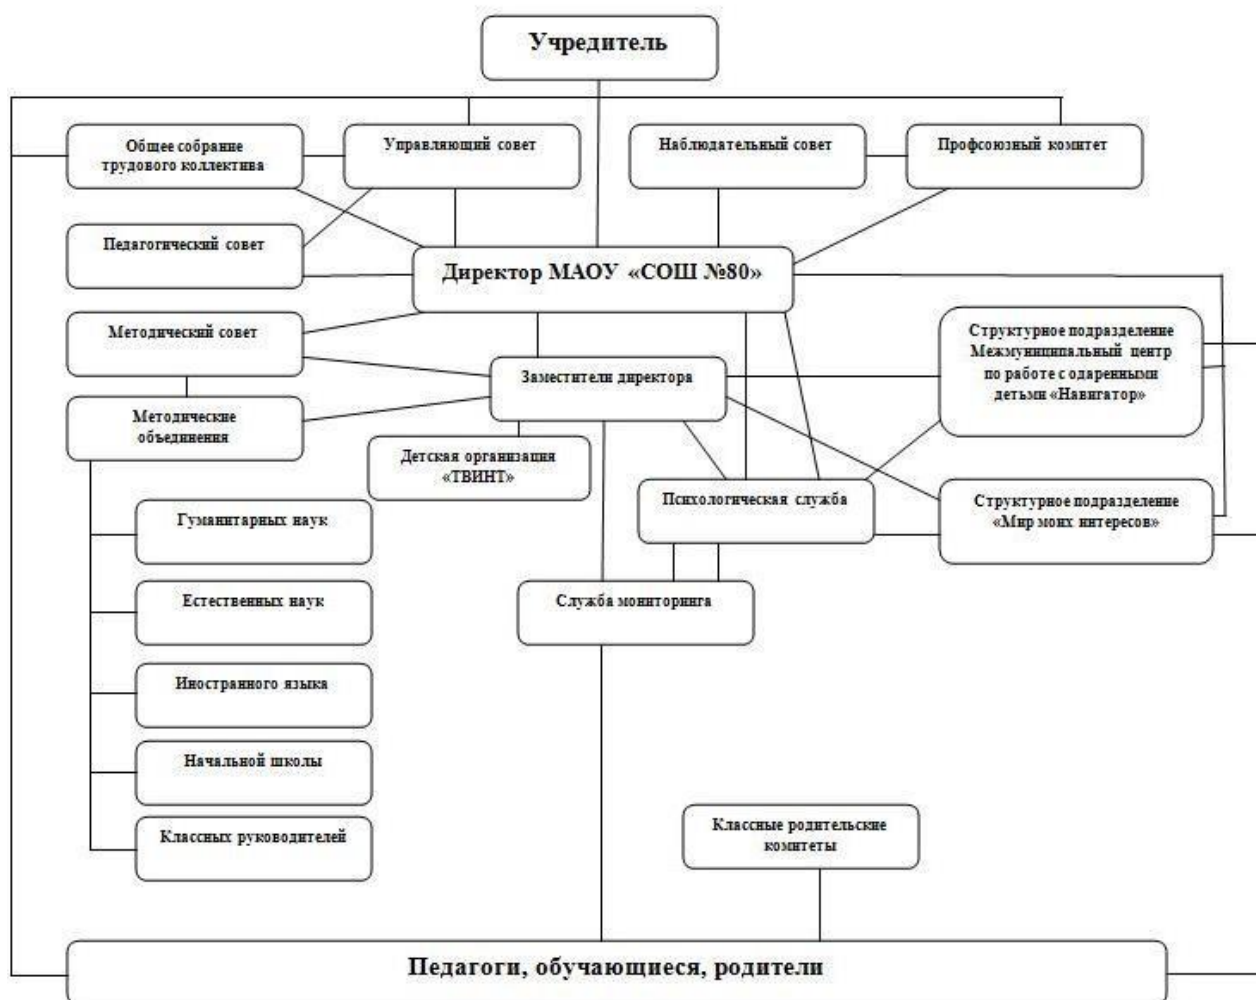 Учредитель
Общее собрание
трудового коллектива
Управляющий совет
Наблюдательный совет
Профсоюзный комитет
Педагогический совет
Директор МАОУ «СОШ №80»
Методический совет
Заместители директора
Структурное подразделение
Межмуниципальный центр
по работе с одаренными
детьми «Навигатор»
Методические
объединения
Детская организация
«ТВИНТ»
Психологическая служба
Структурное подразделение
«Мир моих интересов»
Гуманитарных наук
Естественных наук
Служба мониторинга
Иностранного языка
Начальной школы
Классных руководителей
Классные родительские
комитеты
Педагоги, обучающиеся, родители